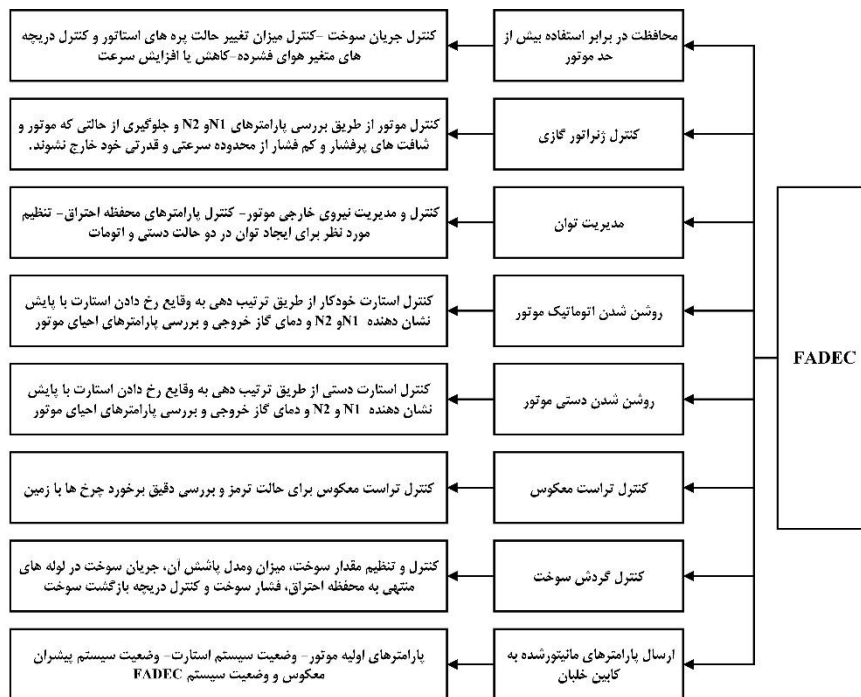 FADEC
محافظت در برابر استفاده بیش از
حد موتور
کنترل جریان سوخت -کنترل میزان تغییر حالت پره های استاتور و کنترل دریچه
های متغیر هوای فشرده-کاهش یا افزایش سرعت
کنترل ژنراتور گازی
کنترل موتور از طریق بررسی پارامترهای N1و N2 و جلوگیری از حالتی که موتور و
شافت های پرفشار و کم فشار از محدوده سرعتی و قدرتی خود خارج نشوند.
مدیریت توان
کنترل و مدیریت نیروی خارجی موتور- کنترل پارامترهای محفظه احتراق- تنظیم
مورد نظر برای ایجاد توان در دو حالت دستی و اتومات
روشن شدن اتوماتیک موتور
کنترل استارت خودکار از طریق ترتیب دهی به وقایع رخ دادن استارت با پایش
نشان دهنده N1و N2 و دمای گاز خروجی و بررسی پارامترهای احیای موتور
روشن شدن دستی موتور
کنترل استارت دستی از طریق ترتیب دهی به وقایع رخ دادن استارت با پایش
نشان دهنده N1 و N2 و دمای گاز خروجی و بررسی پارامترهای احیای موتور
کنترل تراست معکوس
کنترل تراست معکوس برای حالت ترمز و بررسی دقیق برخورد چرخ ها با زمین
کنترل گردش سوخت
کنترل و تنظیم مقدار سوخت، میزان ومدل پاشش آن، جریان سوخت در لوله های
منتهی به محفظه احتراق، فشار سوخت و کنترل دریچه بازگشت سوخت
ارسال پارامترهای مانیتورشده به
کابین خلبان
پارامترهای اولیه موتور- وضعیت سیستم استارت- وضعیت سیستم پیشران
معکوس و وضعیت سیستم FADEC